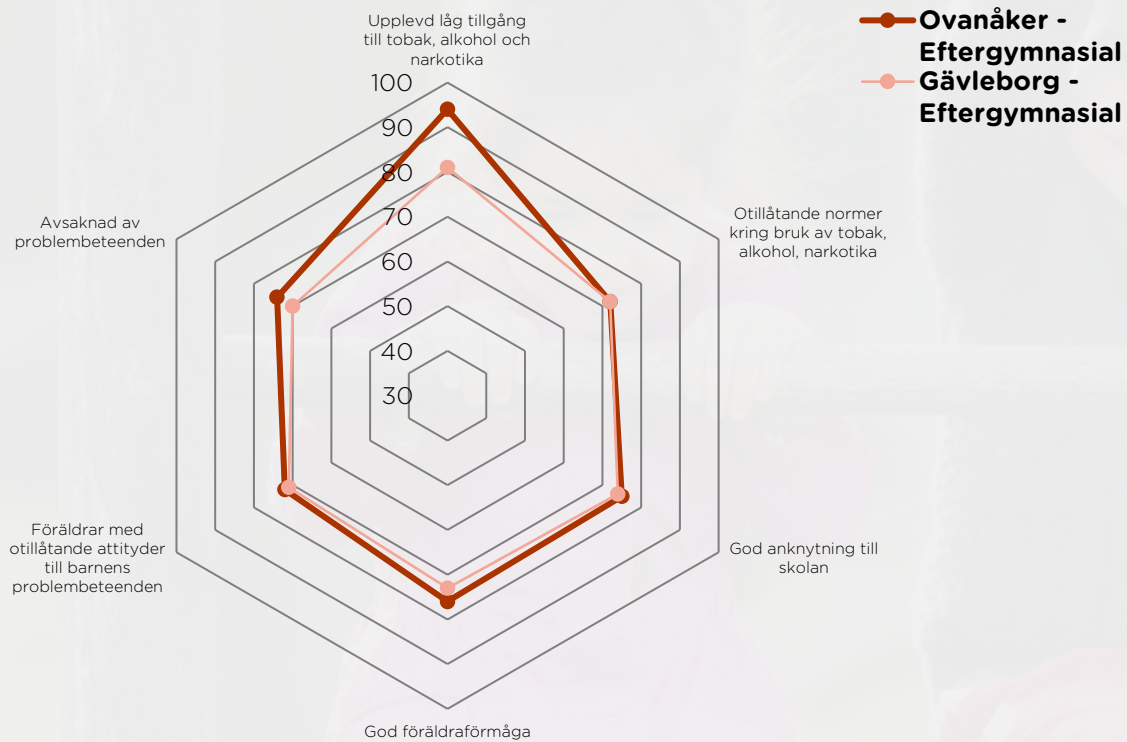 Upplevd låg tillgång
till tobak, alkohol och
narkotika
Ovanåker -
Eftergymnasial
Gävleborg -
Eftergymnasial
100
90
80
70
60
50
40
30
Otillåtande normer
kring bruk av tobak,
alkohol, narkotika
God anknytning till
skolan
God föräldraförmåga
Föräldrar med
otillåtande attityder
till barnens
problembeteenden
Avsaknad av
problembeteenden